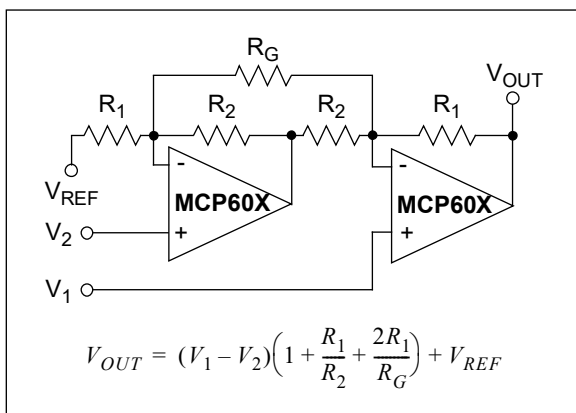 R_G
V_OUT
R_1 R_2 R_2 R_1
- -
MCP60X MCP60X
V_REF
V_2 + +
V_1
V_OUT = (V_1 – V_2)(1 + R_1/R_2 + 2R_1/R_G) + V_REF